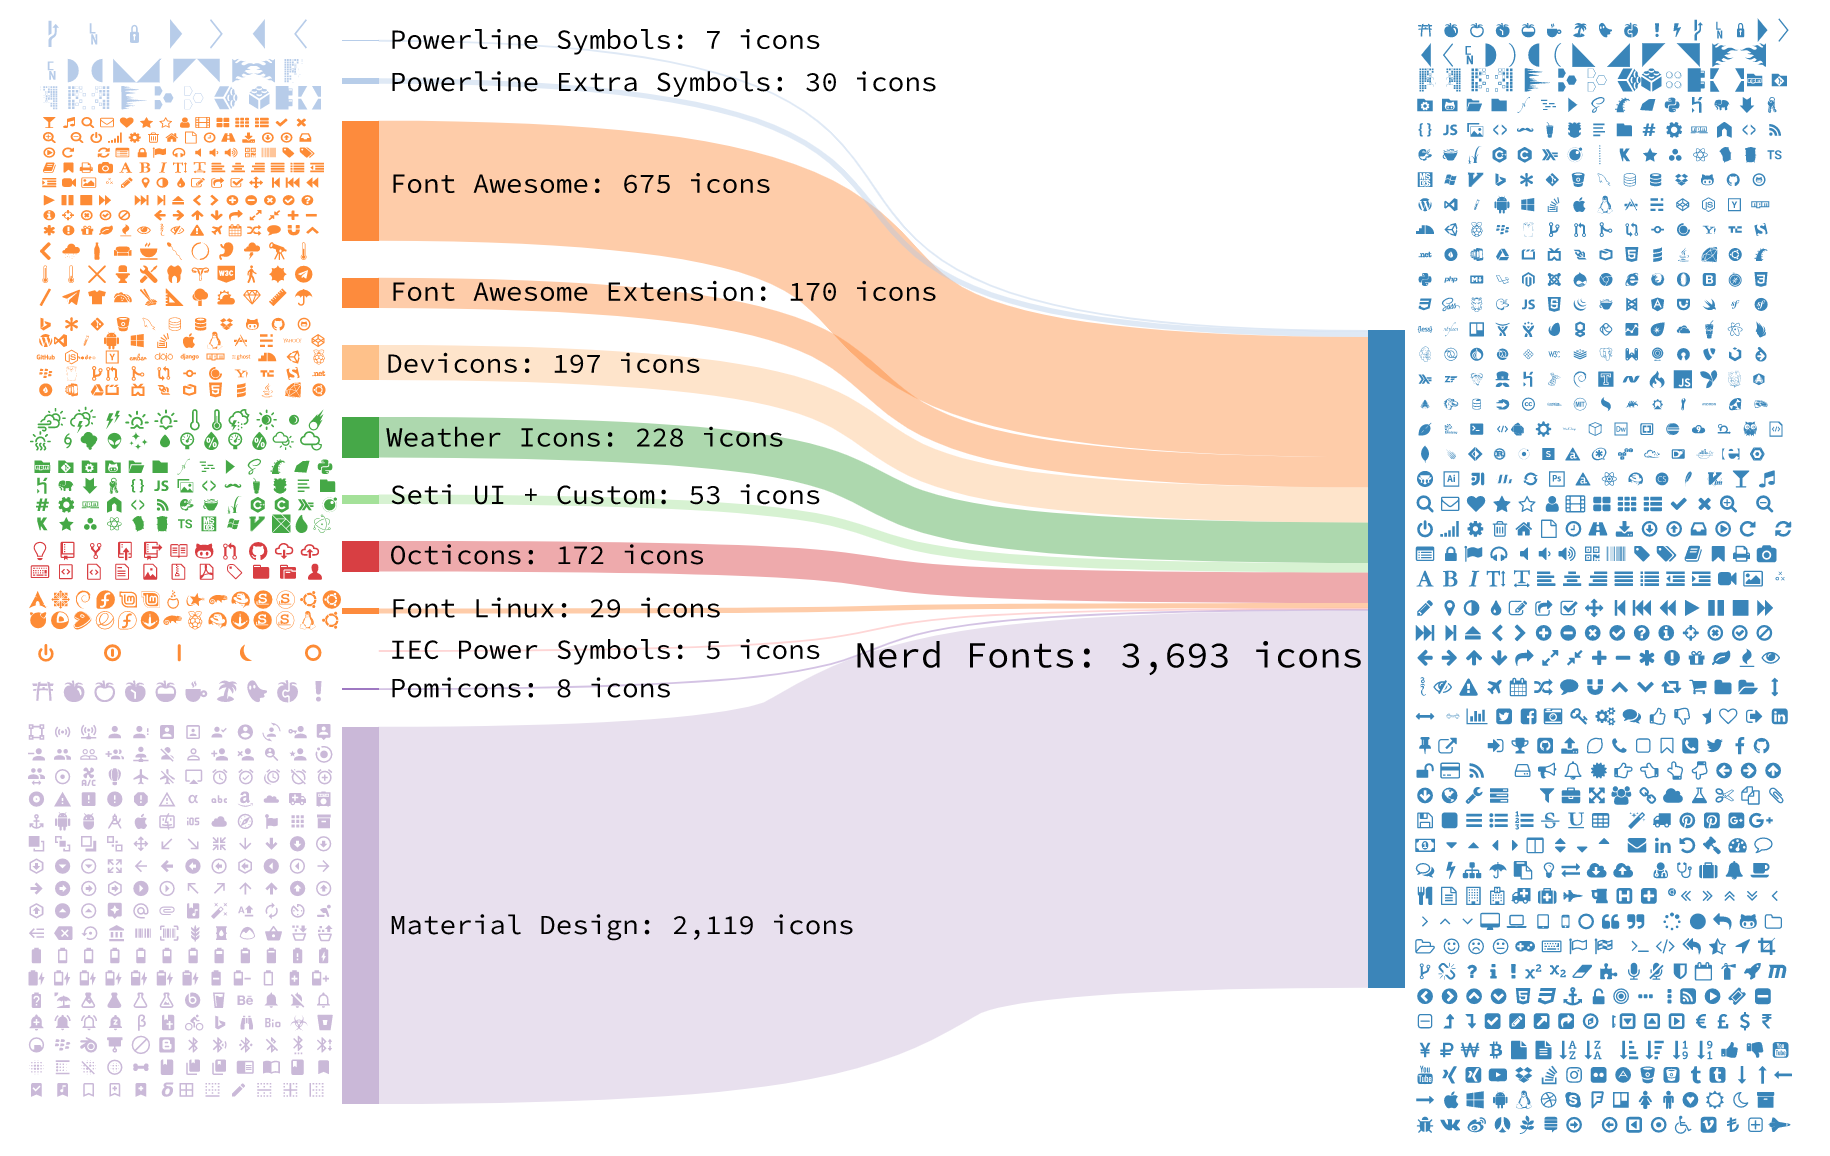 Powerline Symbols: 7 icons
Powerline Extra Symbols: 30 icons
Font Awesome: 675 icons
Font Awesome Extension: 170 icons
Devicons: 197 icons
Weather Icons: 228 icons
Seti UI + Custom: 53 icons
Octicons: 172 icons
Font Linux: 29 icons
IEC Power Symbols: 5 icons
Pomicons: 8 icons
Nerd Fonts: 3,693 icons
Material Design: 2,119 icons